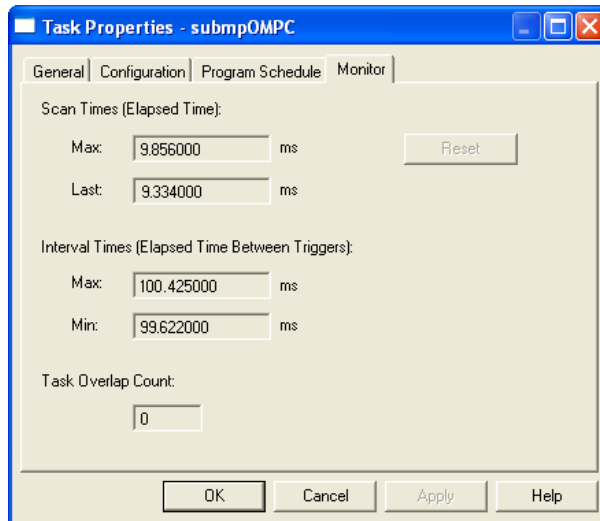 Task Properties - submpOMPC
General Configuration Program Schedule Monitor
Scan Times (Elapsed Time):
Max: 9.856000 ms Reset
Last: 9.334000 ms
Interval Times (Elapsed Time Between Triggers):
Max: 100.425000 ms
Min: 99.622000 ms
Task Overlap Count:
0
OK Cancel Apply Help